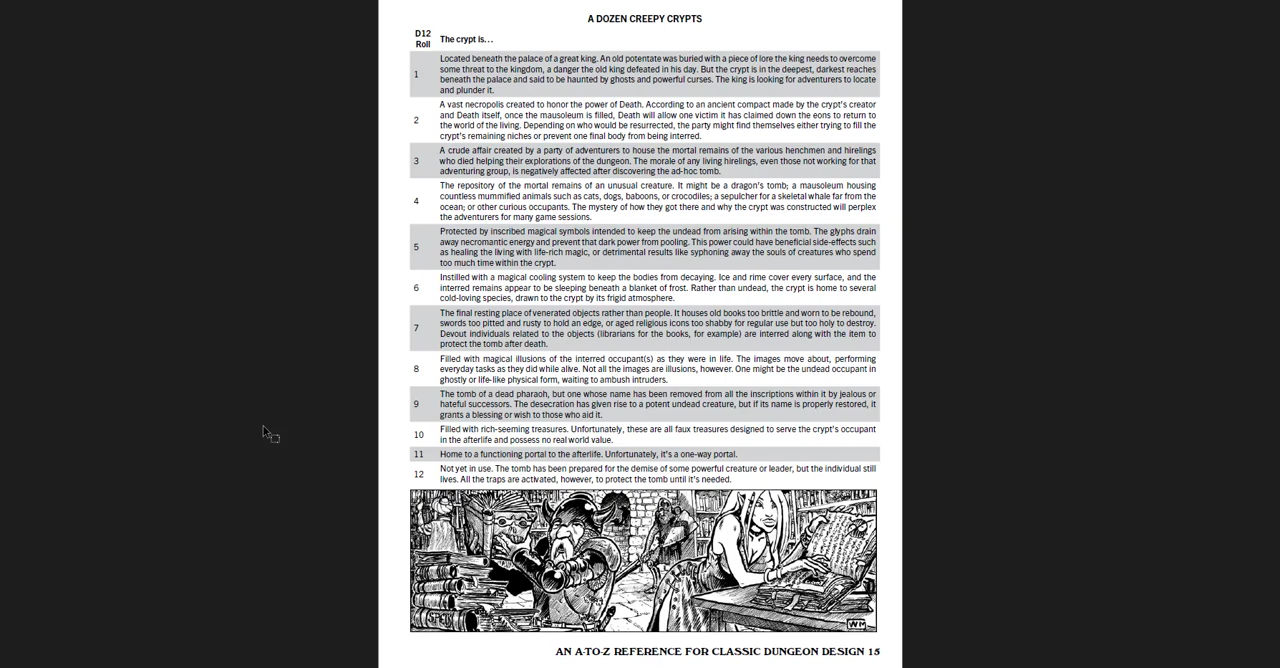 A DOZEN CREEPY CRYPTS
D12
Roll
The crypt is…
1
Located beneath the palace of a great king. An old potentate was buried with a piece of lore the king needs to overcome
some threat to the kingdom, a danger the old king defeated in his day. But the crypt is in the deepest, darkest reaches
beneath the palace and said to be haunted by ghosts and powerful curses. The king is looking for adventurers to locate
and plunder it.
2
A vast necropolis created to honor the power of Death. According to an ancient compact made by the crypt's creator
and Death itself, once the mausoleum is filled, Death will allow one victim it has claimed down the eons to return to
the world of the living. Depending on who would be resurrected, the party might find themselves either trying to fill the
crypt's remaining niches or prevent one final body from being interred.
3
A crude affair created by a party of adventurers to house the mortal remains of the various henchmen and hirelings
who died helping their explorations of the dungeon. The morale of any living hirelings, even those not working for that
adventuring group, is negatively affected after discovering the ad-hoc tomb.
4
The repository of the mortal remains of an unusual creature. It might be a dragon's tomb; a mausoleum housing
countless mummified animals such as cats, dogs, baboons, or crocodiles; a sepulcher for a skeletal whale far from the
ocean; or other curious occupants. The mystery of how they got there and why the crypt was constructed will perplex
the adventurers for many game sessions.
5
Protected by inscribed magical symbols intended to keep the undead from arising within the tomb. The glyphs drain
away necromantic energy and prevent that dark power from pooling. This power could have beneficial side-effects such
as healing the living with life-rich magic, or detrimental results like syphoning away the souls of creatures who spend
too much time within the crypt.
6
Instilled with a magical cooling system to keep the bodies from decaying. Ice and rime cover every surface, and the
interred remains appear to be sleeping beneath a blanket of frost. Rather than undead, the crypt is home to several
cold-loving species, drawn to the crypt by its frigid atmosphere.
7
The final resting place of venerated objects rather than people. It houses old books too brittle and worn to be rebound,
swords too pitted and rusty to hold an edge, or aged religious icons too shabby for regular use but too holy to destroy.
Devout individuals related to the objects (librarians for the books, for example) are interred along with the item to
protect the tomb after death.
8
Filled with magical illusions of the interred occupant(s) as they were in life. The images move about, performing
everyday tasks as they did while alive. Not all the images are illusions, however. One might be the undead occupant in
ghostly or life-like physical form, waiting to ambush intruders.
9
The tomb of a dead pharaoh, but one whose name has been removed from all the inscriptions within it by jealous or
hateful successors. The desecration has given rise to a potent undead creature, but if its name is properly restored, it
grants a blessing or wish to those who aid it.
10
Filled with rich-seeming treasures. Unfortunately, these are all faux treasures designed to serve the crypt's occupant
in the afterlife and possess no real world value.
11
Home to a functioning portal to the afterlife. Unfortunately, it's a one-way portal.
12
Not yet in use. The tomb has been prepared for the demise of some powerful creature or leader, but the individual still
lives. All the traps are activated, however, to protect the tomb until it's needed.
SPELLS
WM
AN A-TO-Z REFERENCE FOR CLASSIC DUNGEON DESIGN 15